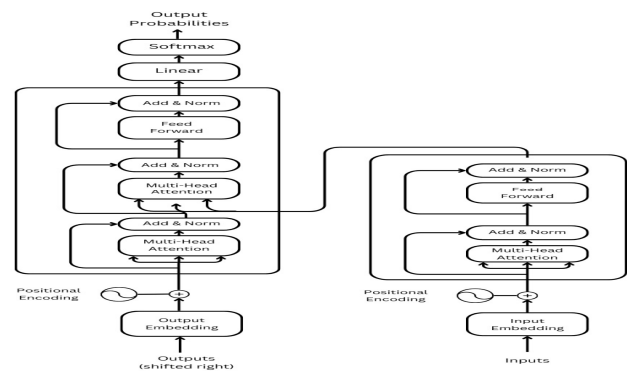 Output
Probabilities
Softmax
Linear
Add & Norm
Feed
Forward
Add & Norm
Multi-Head
Attention
Add & Norm
Multi-Head
Attention
Positional
Encoding
+
Output
Embedding
Outputs
(shifted right)
Add & Norm
Feed
Forward
Add & Norm
Multi-Head
Attention
Positional
Encoding
+
Input
Embedding
Inputs